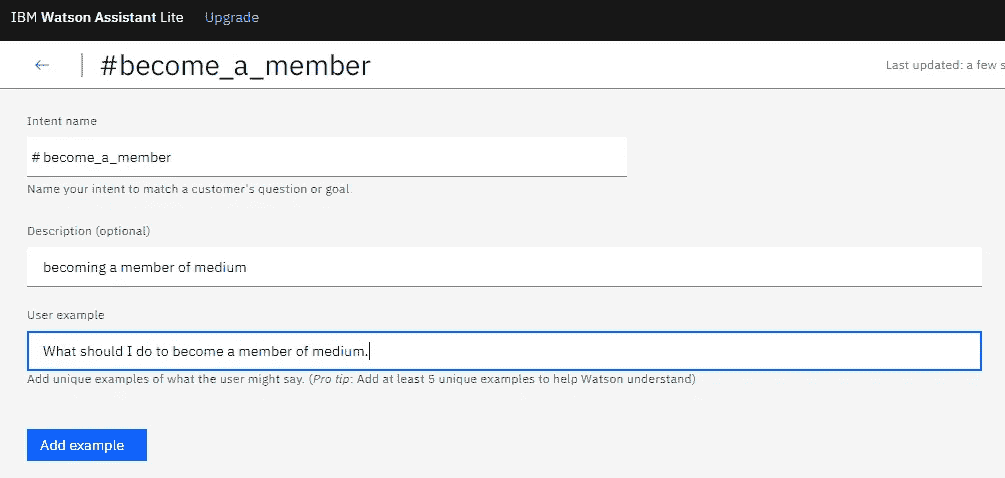 IBM Watson Assistant Lite Upgrade
← #become_a_member Last updated: a few s
Intent name
# become_a_member
Name your intent to match a customer's question or goal.
Description (optional)
becoming a member of medium
User example
What should I do to become a member of medium.
Add unique examples of what the user might say. (Pro tip: Add at least 5 unique examples to help Watson understand)
Add example